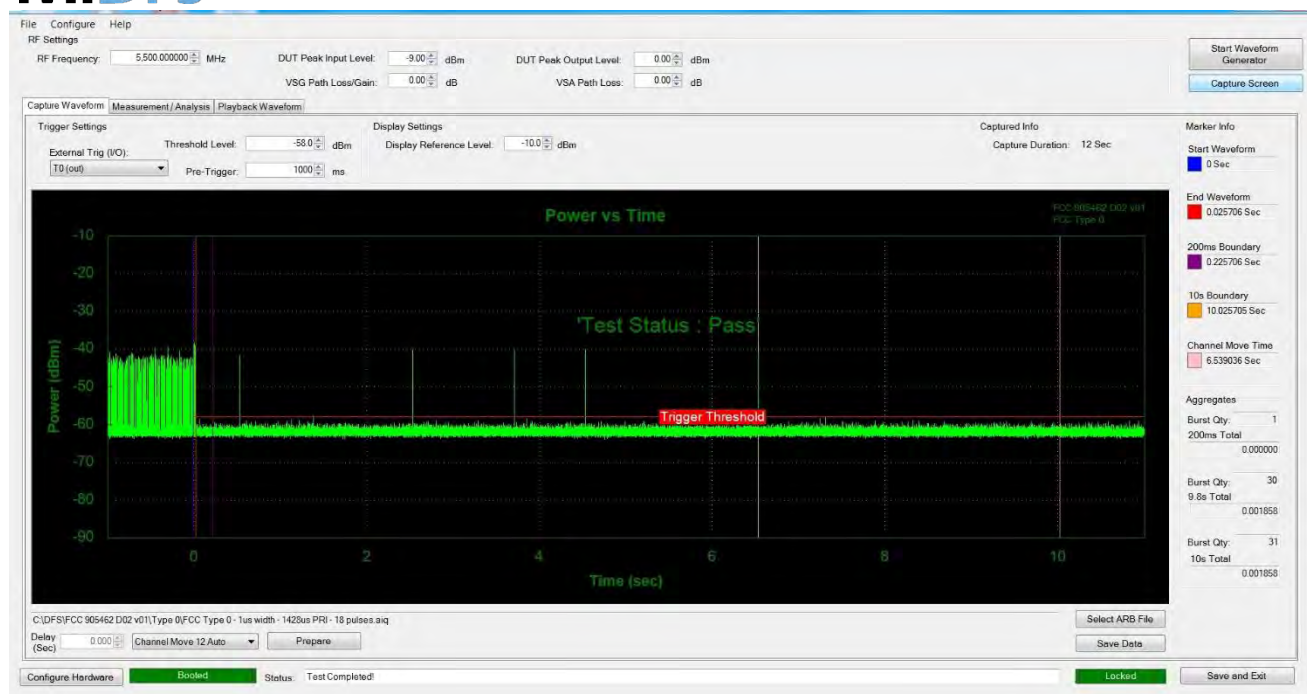 File Configure Help
RF Settings
RF Frequency: 5,500.000000 MHz DUT Peak Input Level: -9.00 dBm DUT Peak Output Level: 0.00 dBm
VSG Path Loss/Gain: 0.00 dB VSA Path Loss: 0.00 dB
Start Waveform
Generator
Capture Screen
Capture Waveform Measurement/Analysis Playback Waveform
Trigger Settings
External Trig (I/O):
T0 (out)
Threshold Level: -58.0 dBm
Pre-Trigger: 1000 ms
Display Settings
Display Reference Level: -10.0 dBm
Captured Info
Capture Duration: 12 Sec
Power vs Time
FCC 905462 D02 v01
FCC Type 0
'Test Status : Pass
Trigger Threshold
Power (dBm)
-10
-20
-30
-40
-50
-60
-70
-80
-90
0 2 4 6 8 10
Time (sec)
Marker Info
Start Waveform
0 Sec
End Waveform
0.025706 Sec
200ms Boundary
0.225706 Sec
10s Boundary
10.025705 Sec
Channel Move Time
6.539036 Sec
Aggregates
Burst Qty: 1
200ms Total
0.000000
Burst Qty: 30
9.8s Total
0.001858
Burst Qty: 31
10s Total
0.001858
C:\DFS\FCC 905462 D02 v01\Type 0\FCC Type 0 - 1us width - 1428us PRI - 18 pulses.aiq
Select ARB File
Delay
(Sec) 0.000 Channel Move 12 Auto Prepare
Save Data
Configure Hardware Booted Status: Test Completed! Locked Save and Exit